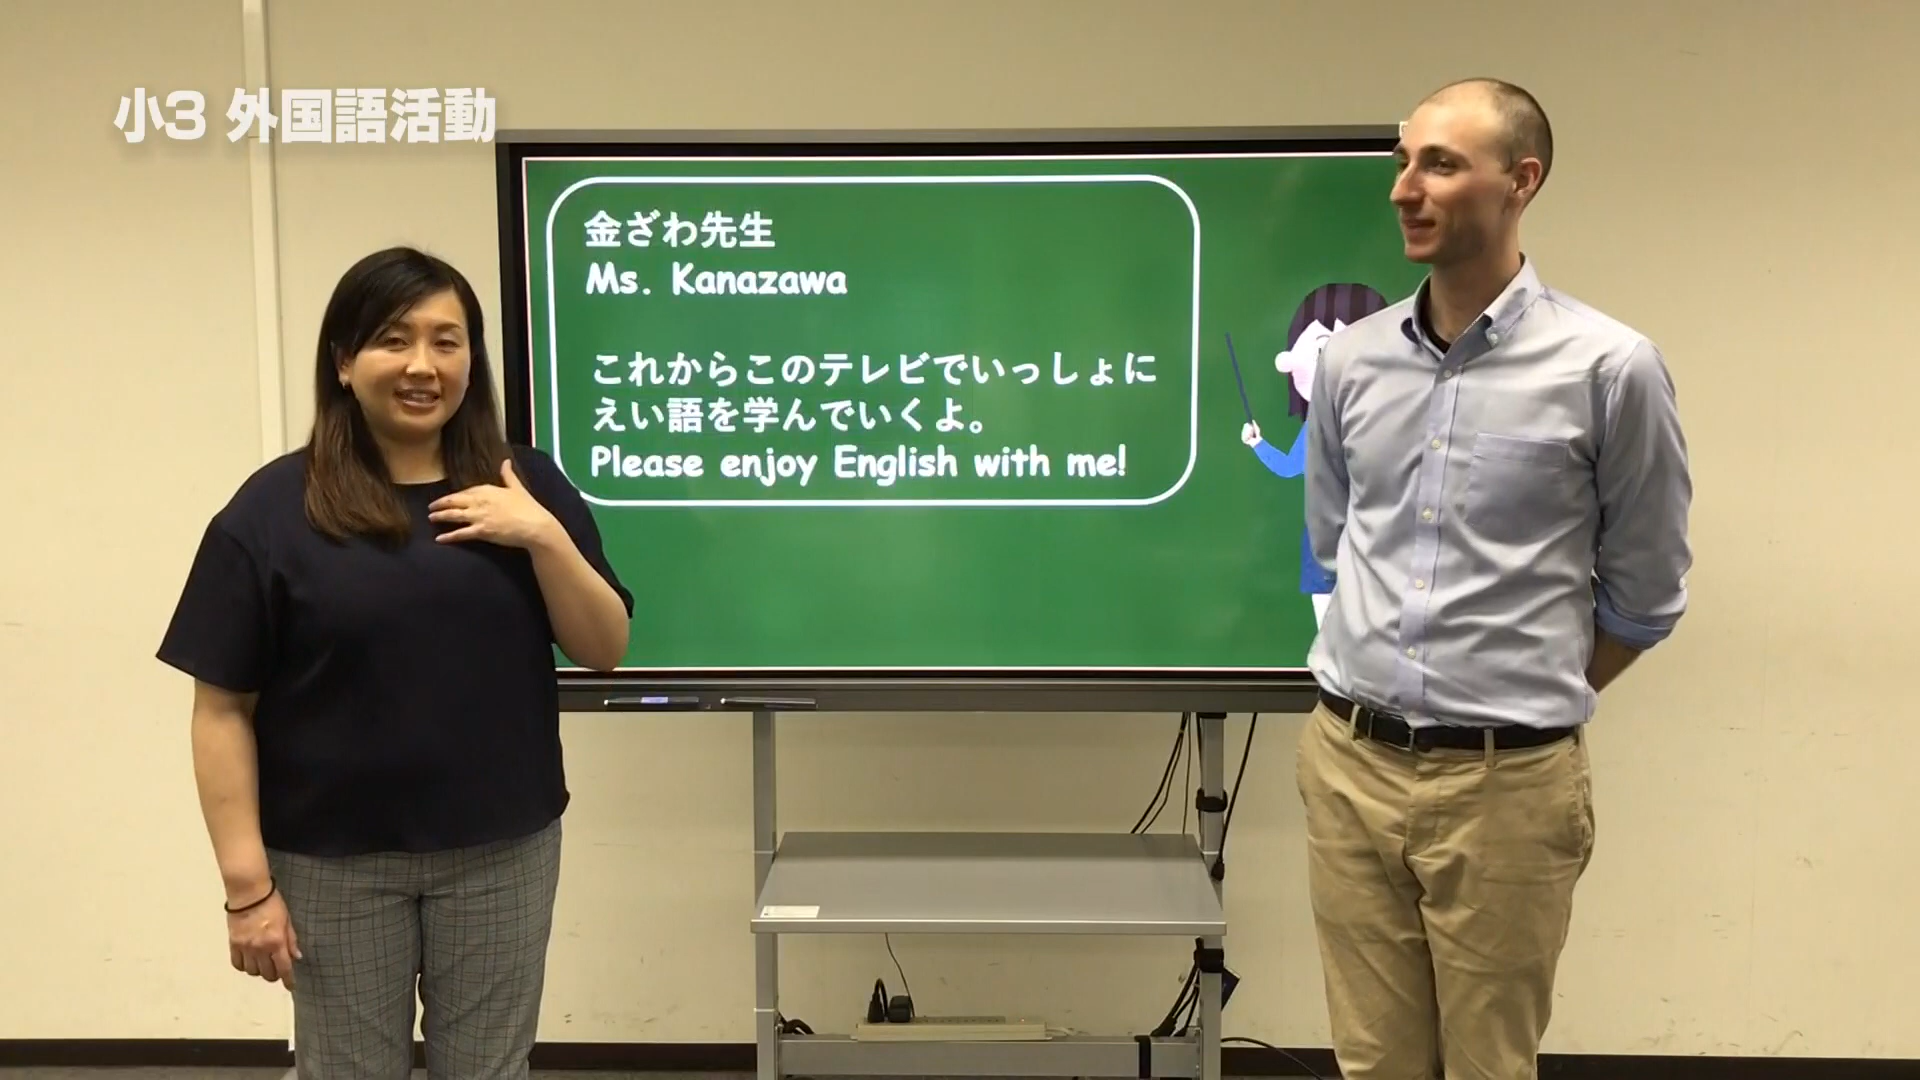 小3 外国語活動
金ざわ先生
Ms. Kanazawa
これからこのテレビでいっしょに
えい語を学んでいくよ。
Please enjoy English with me!